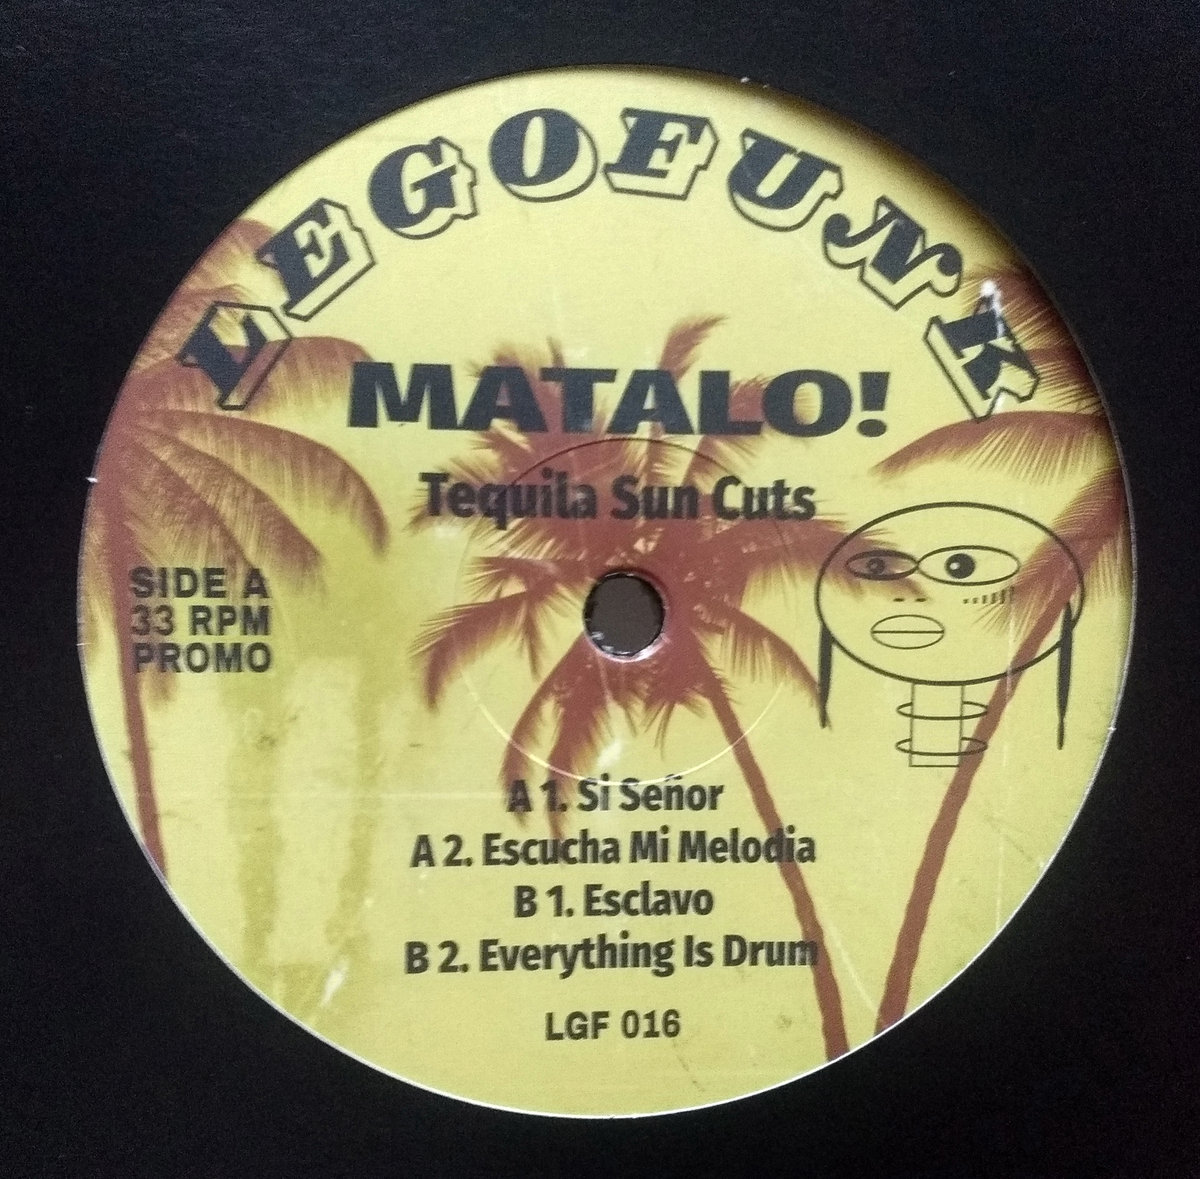 LEGOFUNK
MATALO!
Tequila Sun Cuts
SIDE A
33 RPM
PROMO
A 1. Si Señor
A 2. Escucha Mi Melodia
B 1. Esclavo
B 2. Everything Is Drum
LGF 016